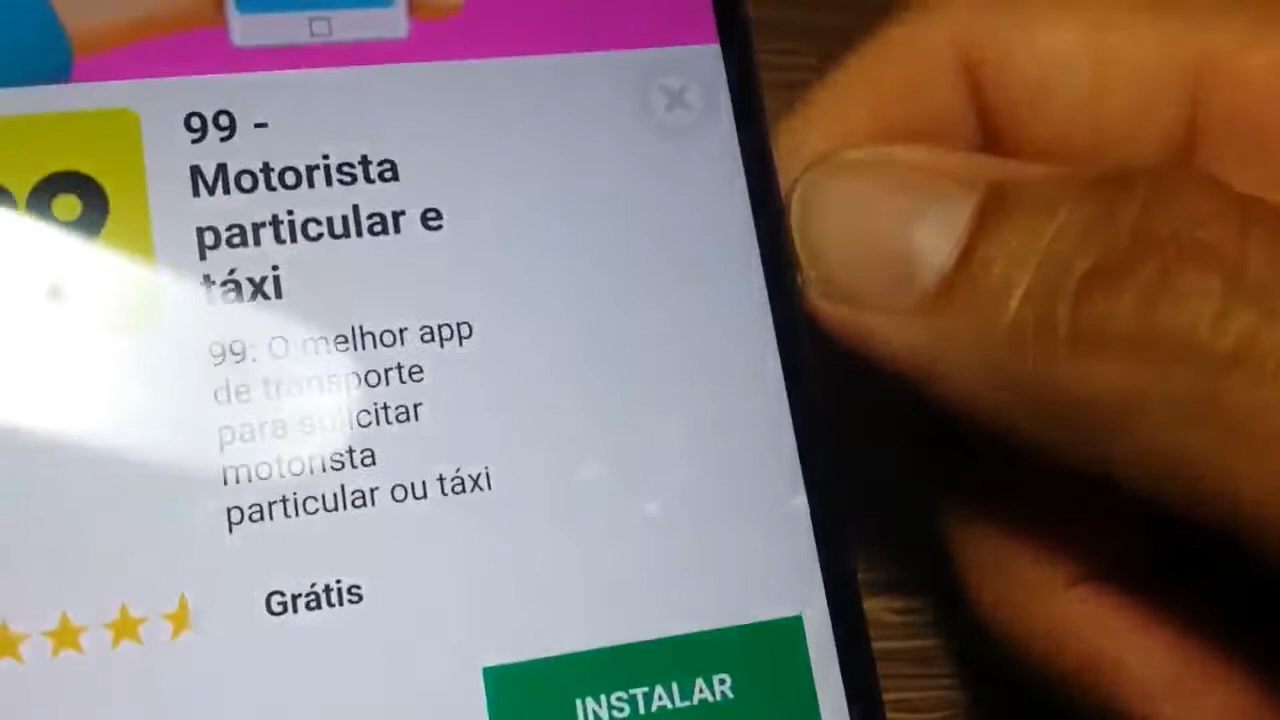 99 -
Motorista
particular e
táxi
99: O melhor app
de transporte
para solicitar
motorista
particular ou táxi
Grátis
INSTALAR